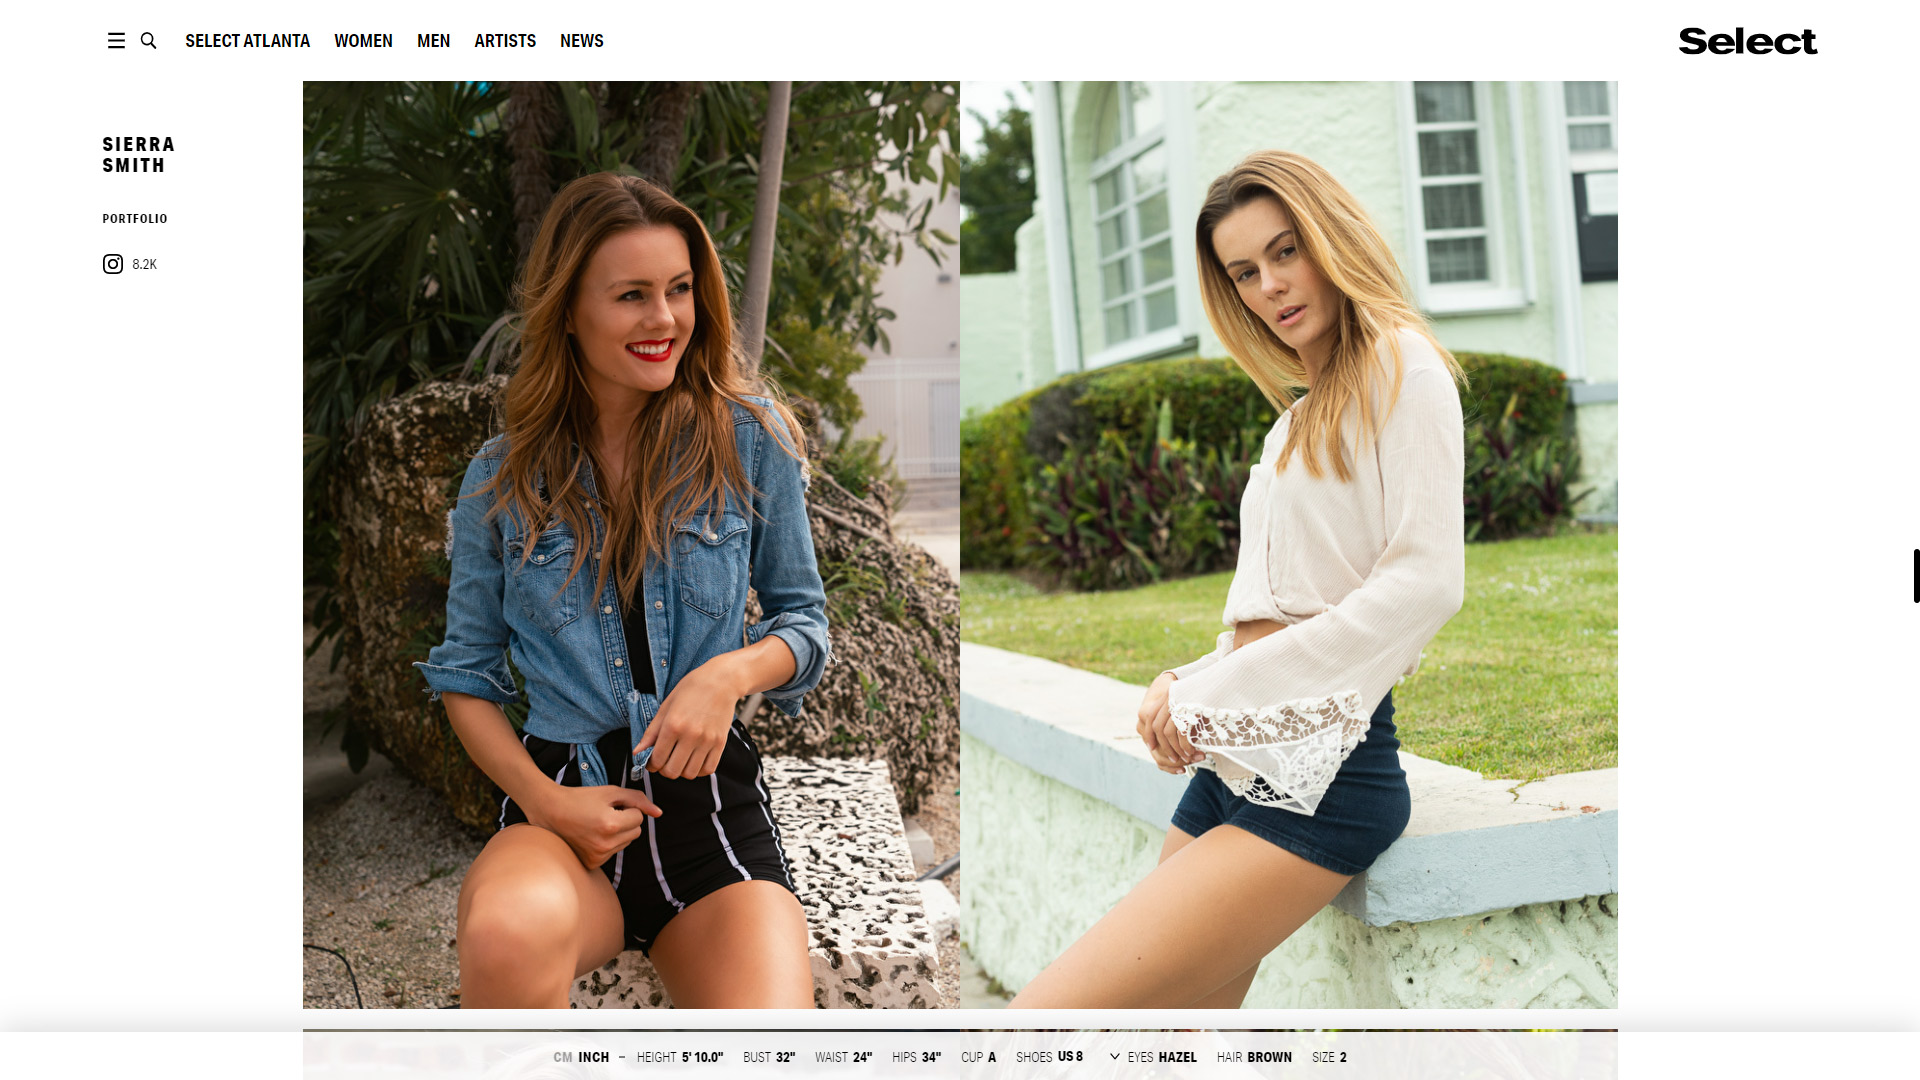 SELECT ATLANTA WOMEN MEN ARTISTS NEWS
Select
SIERRA
SMITH
PORTFOLIO
8.2K
CM INCH – HEIGHT 5' 10.0" BUST 32" WAIST 24" HIPS 34" CUP A SHOES US 8 EYES HAZEL HAIR BROWN SIZE 2